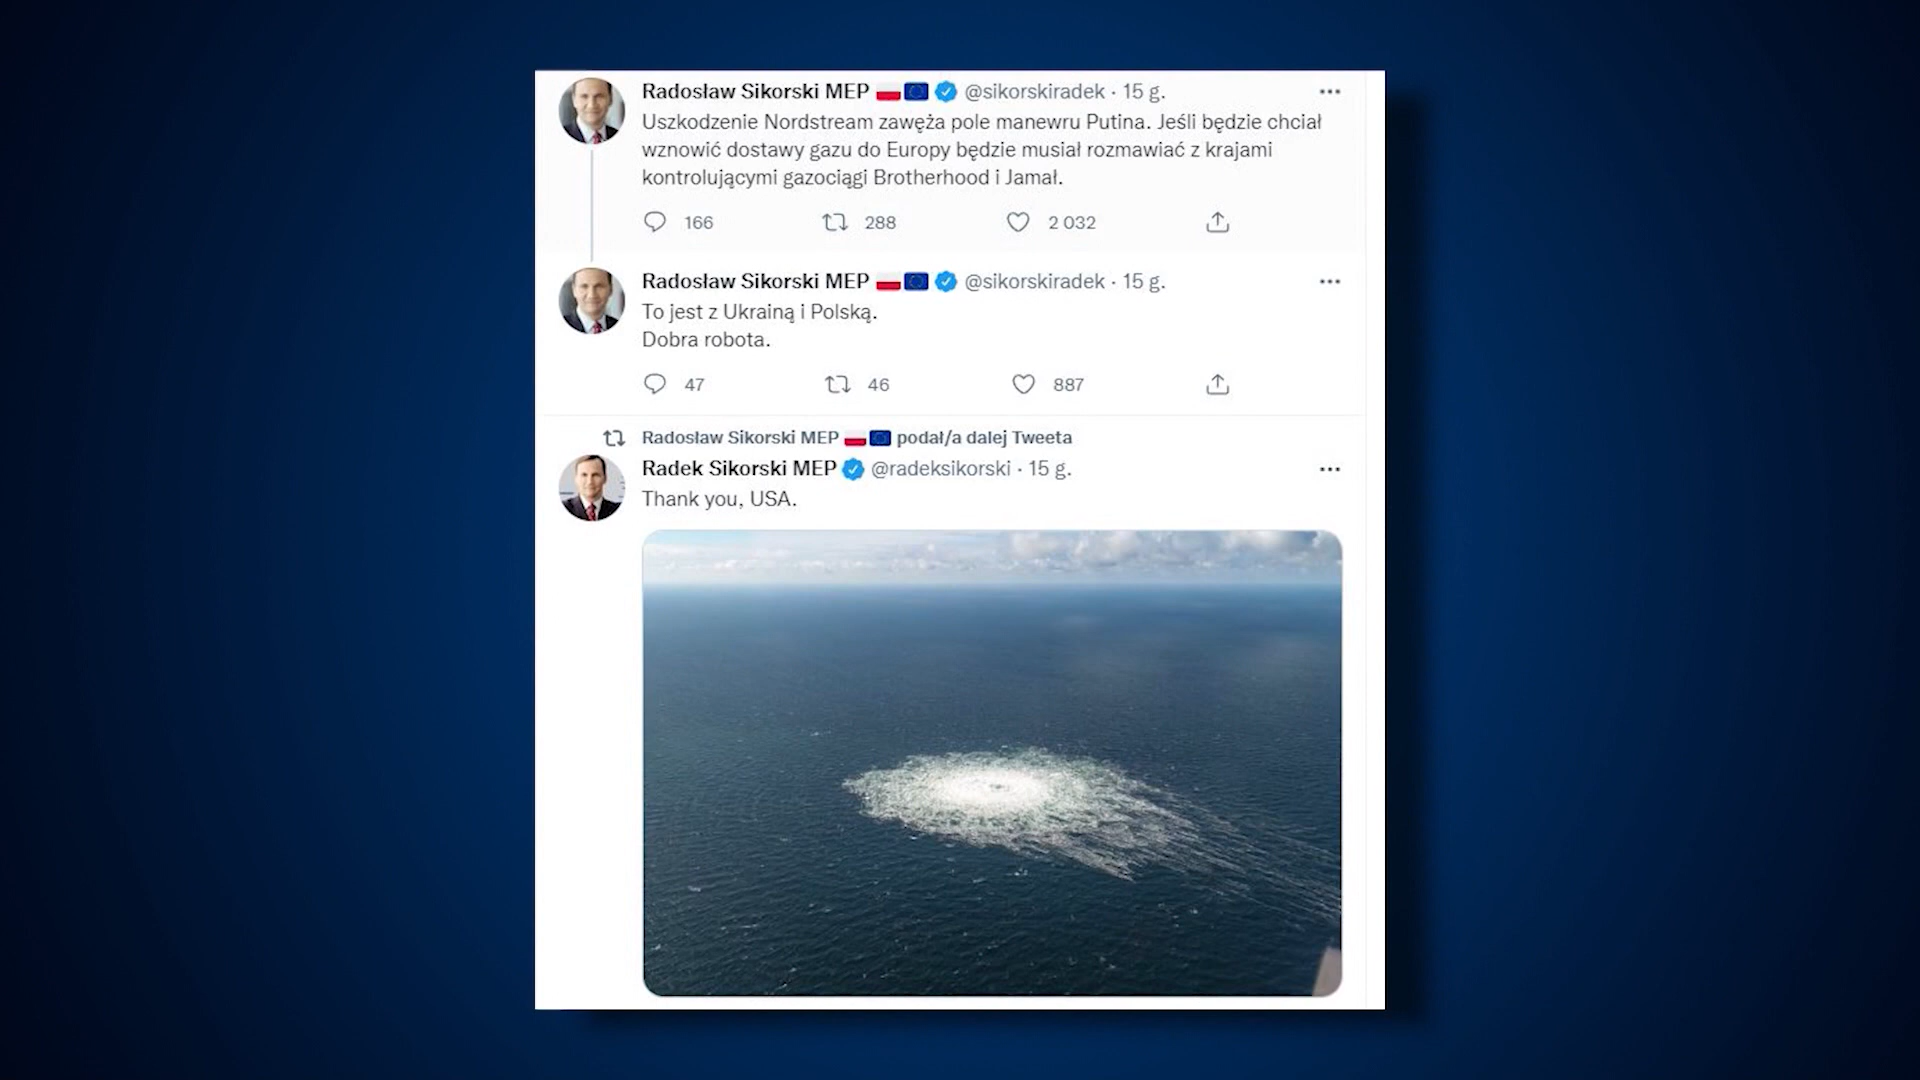 Radosław Sikorski MEP 🇵🇱🇪🇺 @sikorskiradek · 15 g.
Uszkodzenie Nordstream zawęża pole manewru Putina. Jeśli będzie chciał
wznowić dostawy gazu do Europy będzie musiał rozmawiać z krajami
kontrolującymi gazociągi Brotherhood i Jamał.
166 288 2 032
Radosław Sikorski MEP 🇵🇱🇪🇺 @sikorskiradek · 15 g.
To jest z Ukrainą i Polską.
Dobra robota.
47 46 887
Radosław Sikorski MEP 🇵🇱🇪🇺 podał/a dalej Tweeta
Radek Sikorski MEP @radeksikorski · 15 g.
Thank you, USA.